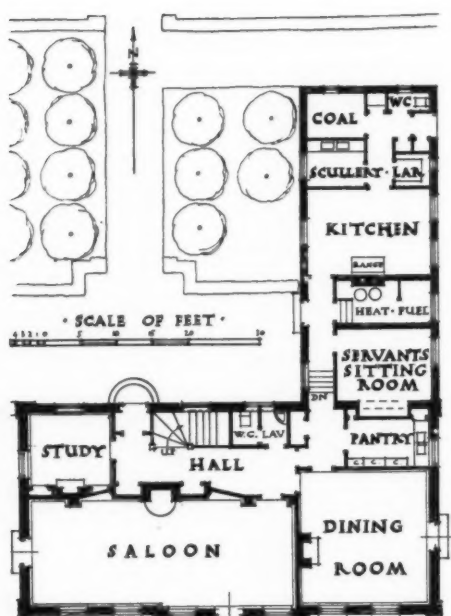 N
COAL
WC
SCULLERY · LAR.
KITCHEN
RANGE
HEAT · FUEL
· SCALE OF FEET ·
SERVANTS
SITTING
ROOM
DN
STUDY
UP
W.C. LAV
PANTRY
HALL
C. C. C.
SALOON
DINING
ROOM